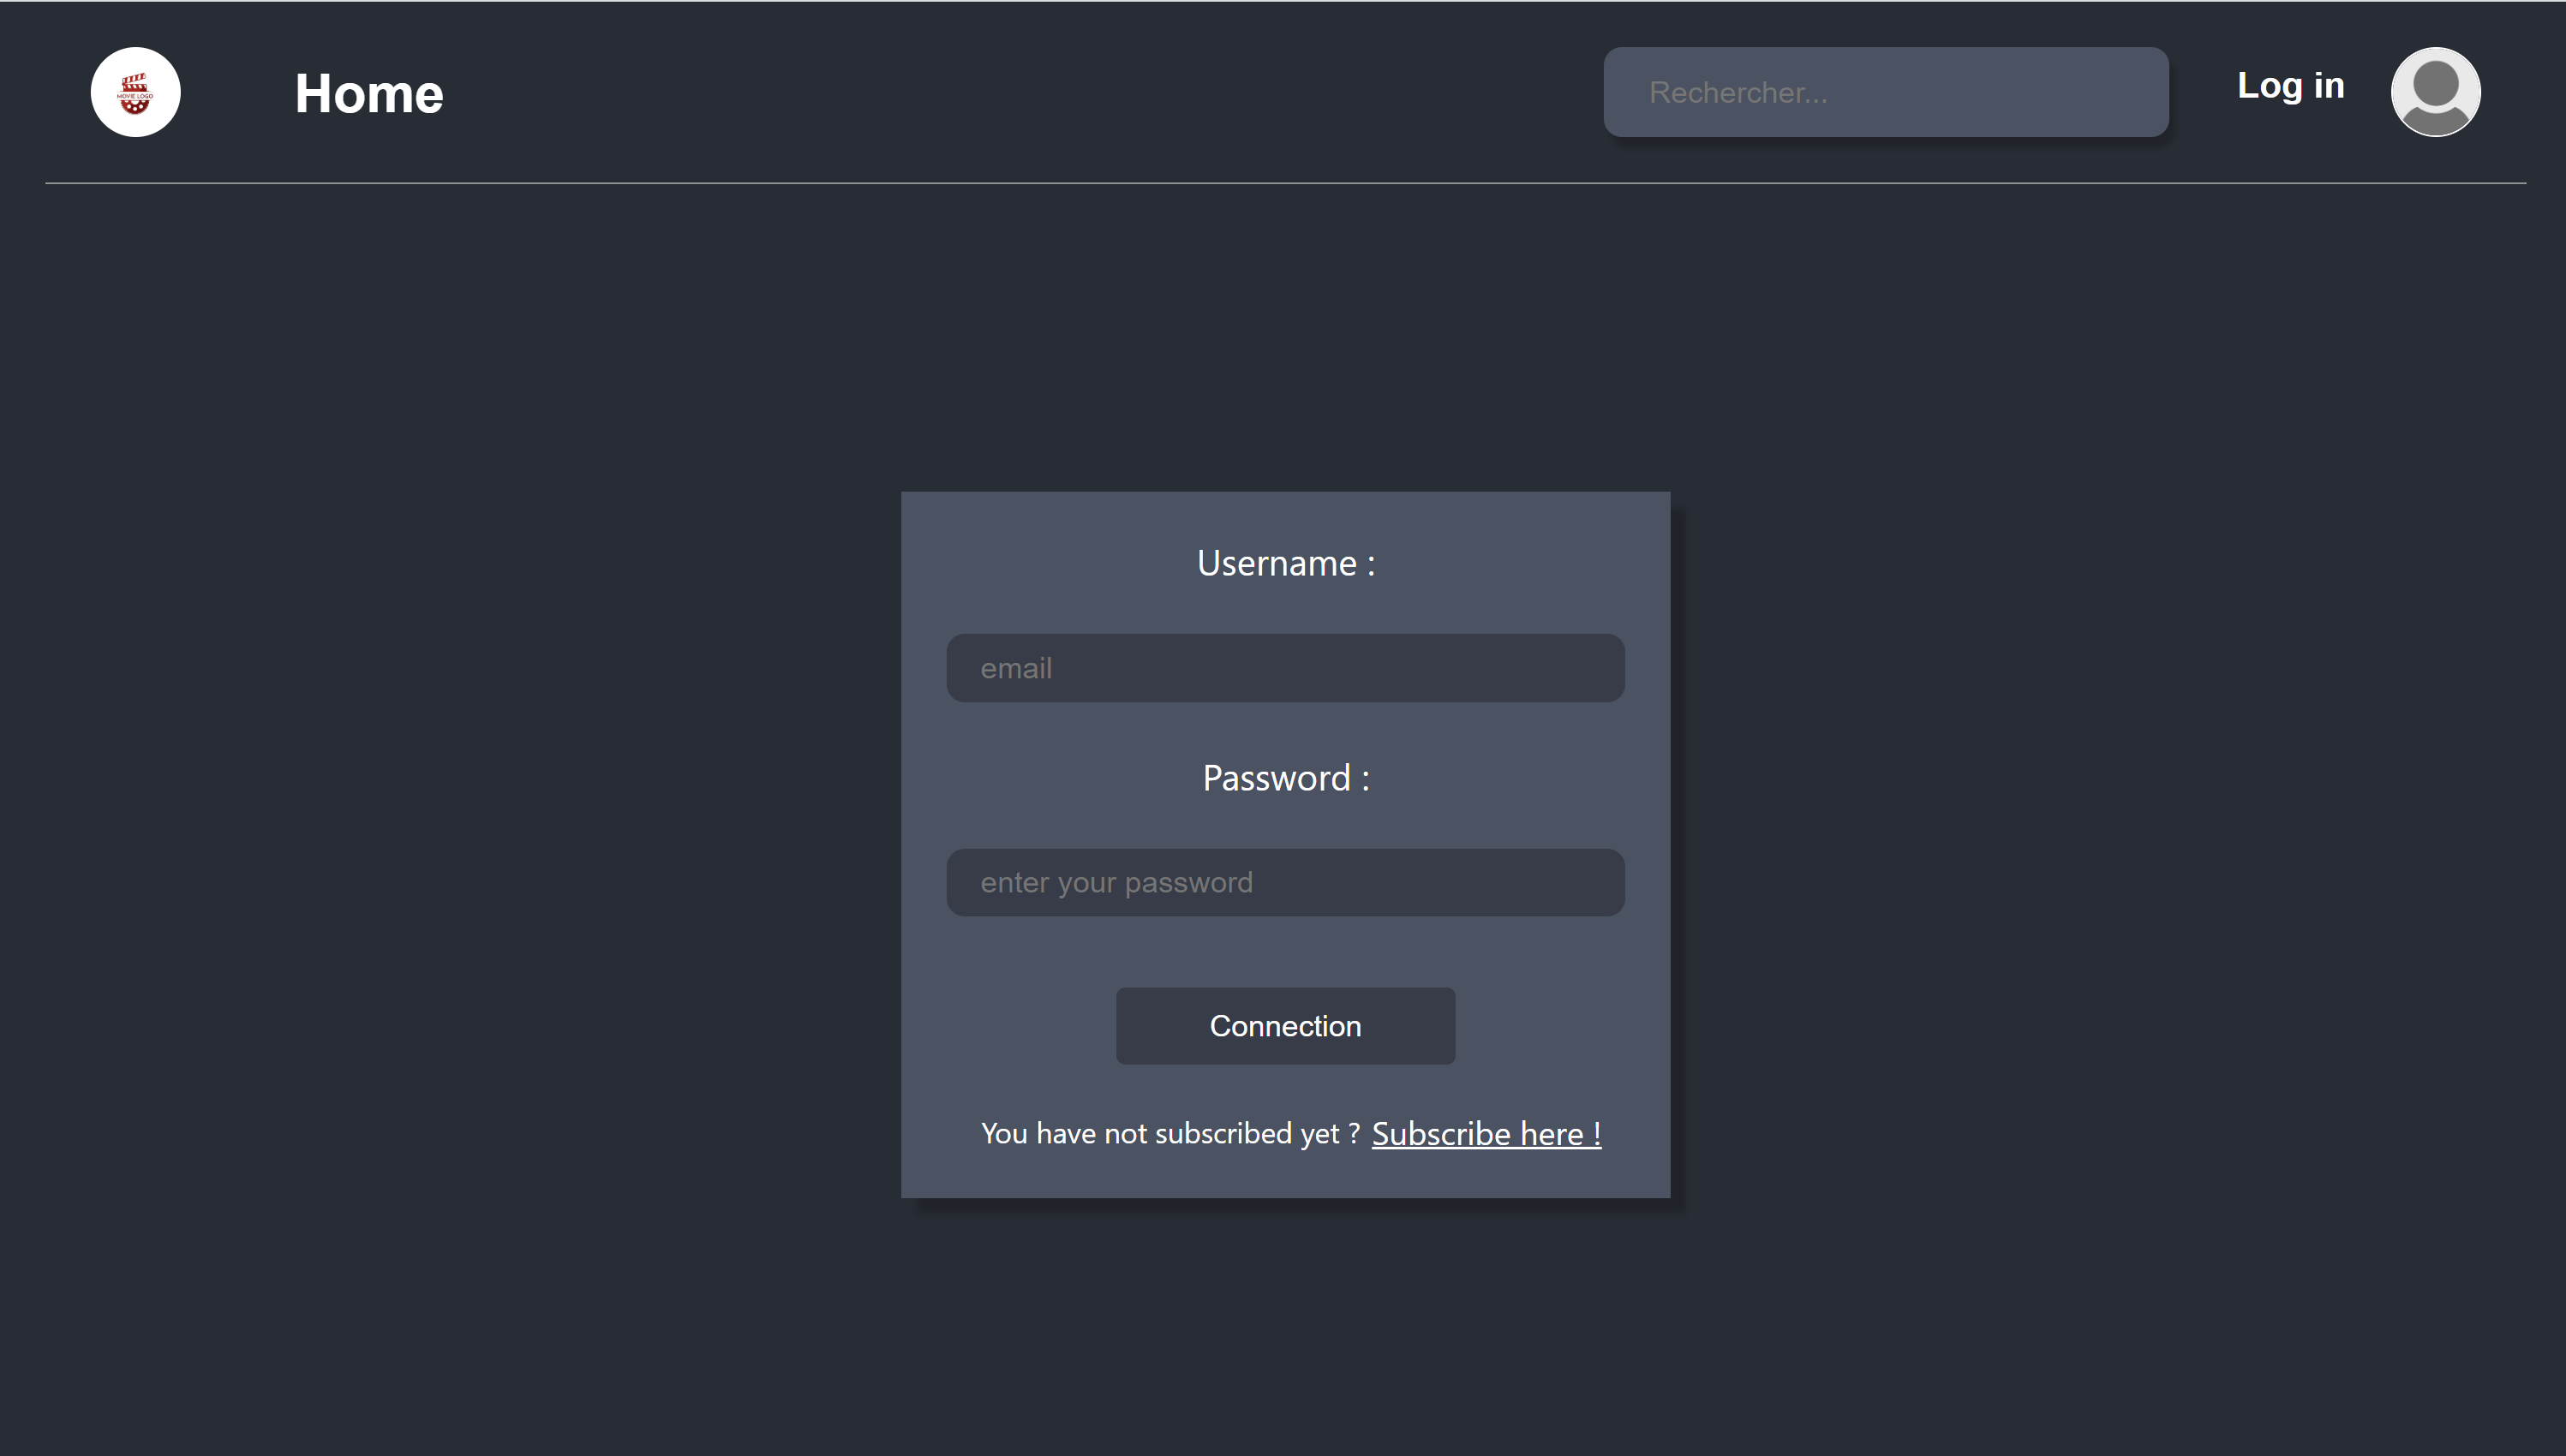 MOVIE LOGO
Home
Rechercher...
Log in
Username :
email
Password :
enter your password
Connection
You have not subscribed yet ? Subscribe here !